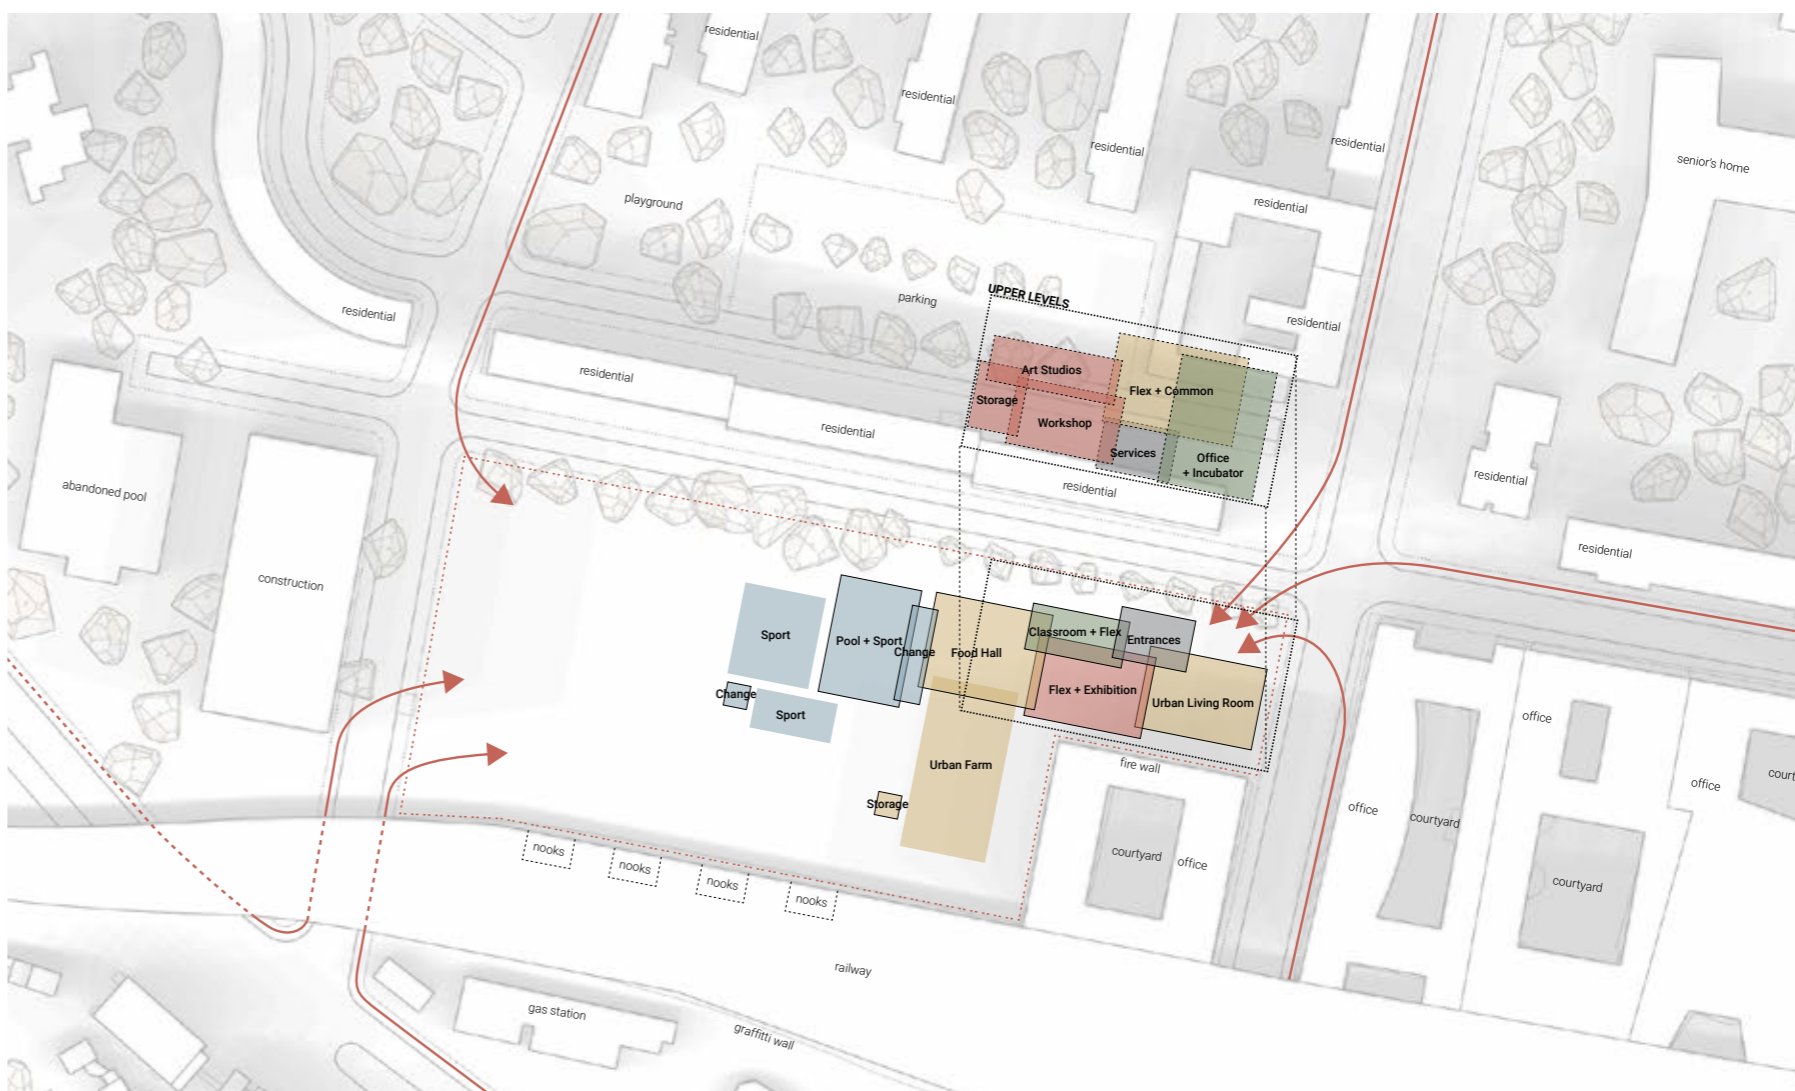 residential
residential
residential
residential
senior's home
playground
residential
parking
UPPER LEVELS
residential
residential
residential
Art Studios
Flex + Common
Storage
Workshop
residential
Services
Office
+ Incubator
residential
residential
abandoned pool
residential
construction
Sport
Pool + Sport
Change
Food Hall
Classroom + Flex
Entrances
Change
Flex + Exhibition
Urban Living Room
Sport
Urban Farm
fire wall
Storage
office
office
court
office
courtyard
nooks
nooks
nooks
nooks
courtyard
office
courtyard
railway
gas station
graffitti wall